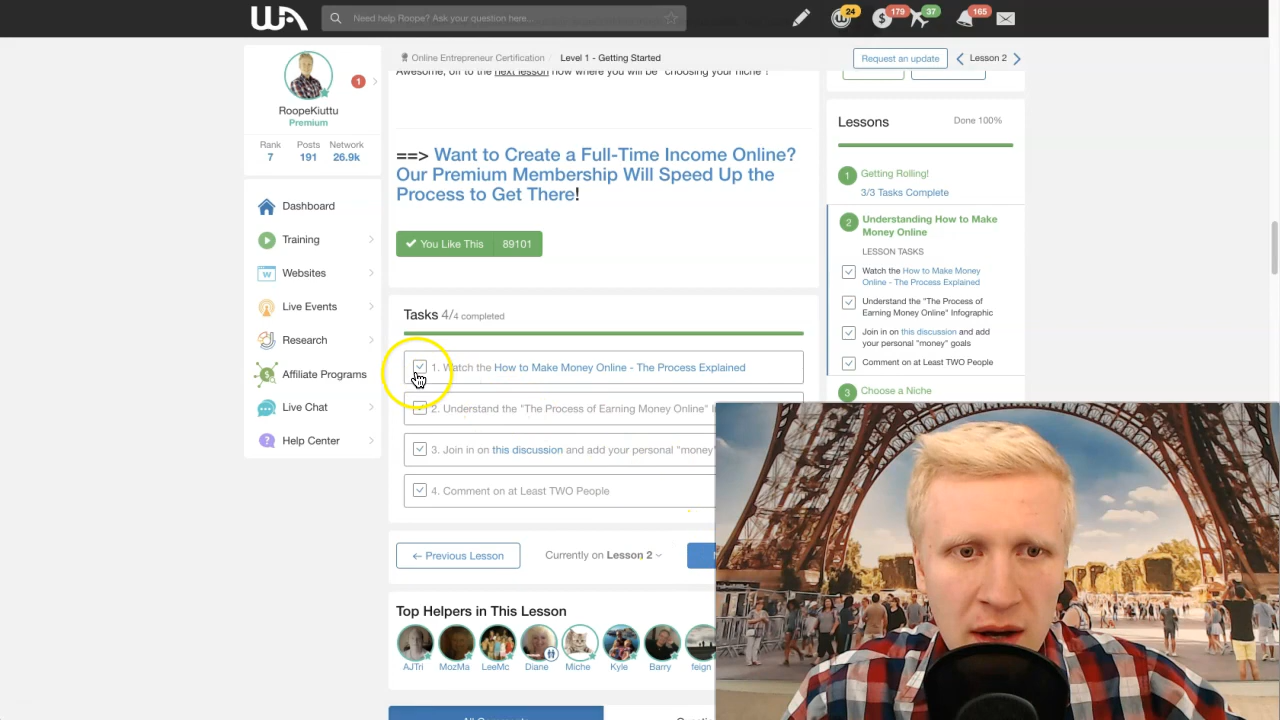 WA
Need help Roope? Ask your question here...
24
179
37
165
RoopeKiuttu
Premium
1
Rank
Posts
Network
7
191
26.9k
Dashboard
Training
Websites
Live Events
Research
Affiliate Programs
Live Chat
Help Center
Online Entrepreneur Certification / Level 1 - Getting Started
Request an update
Lesson 2
Awesome, off to the next lesson now where you will be "choosing your niche"!
==> Want to Create a Full-Time Income Online?
Our Premium Membership Will Speed Up the
Process to Get There!
You Like This 89101
Tasks 4/4 completed
1. Watch the How to Make Money Online - The Process Explained
2. Understand the "The Process of Earning Money Online"
3. Join in on this discussion and add your personal "money"
4. Comment on at Least TWO People
← Previous Lesson
Currently on Lesson 2
Top Helpers in This Lesson
AJTri
MozMa
LeeMc
Diane
Miche
Kyle
Barry
feign
All Comments
Lessons
Done 100%
1
Getting Rolling!
3/3 Tasks Complete
2
Understanding How to Make
Money Online
LESSON TASKS
Watch the How to Make Money
Online - The Process Explained
Understand the "The Process of
Earning Money Online" Infographic
Join in on this discussion and add
your personal "money" goals
Comment on at Least TWO People
3
Choose a Niche